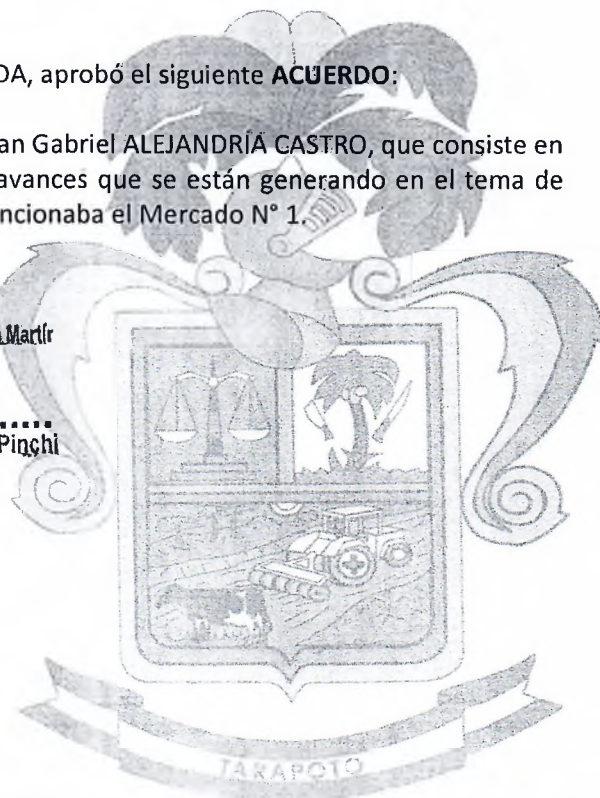 DA, aprobó el siguiente ACUERDO:
an Gabriel ALEJANDRÍA CASTRO, que consiste en
avances que se están generando en el tema de
ncionaba el Mercado N° 1.
Martír
Pinchi
TARAPOTO